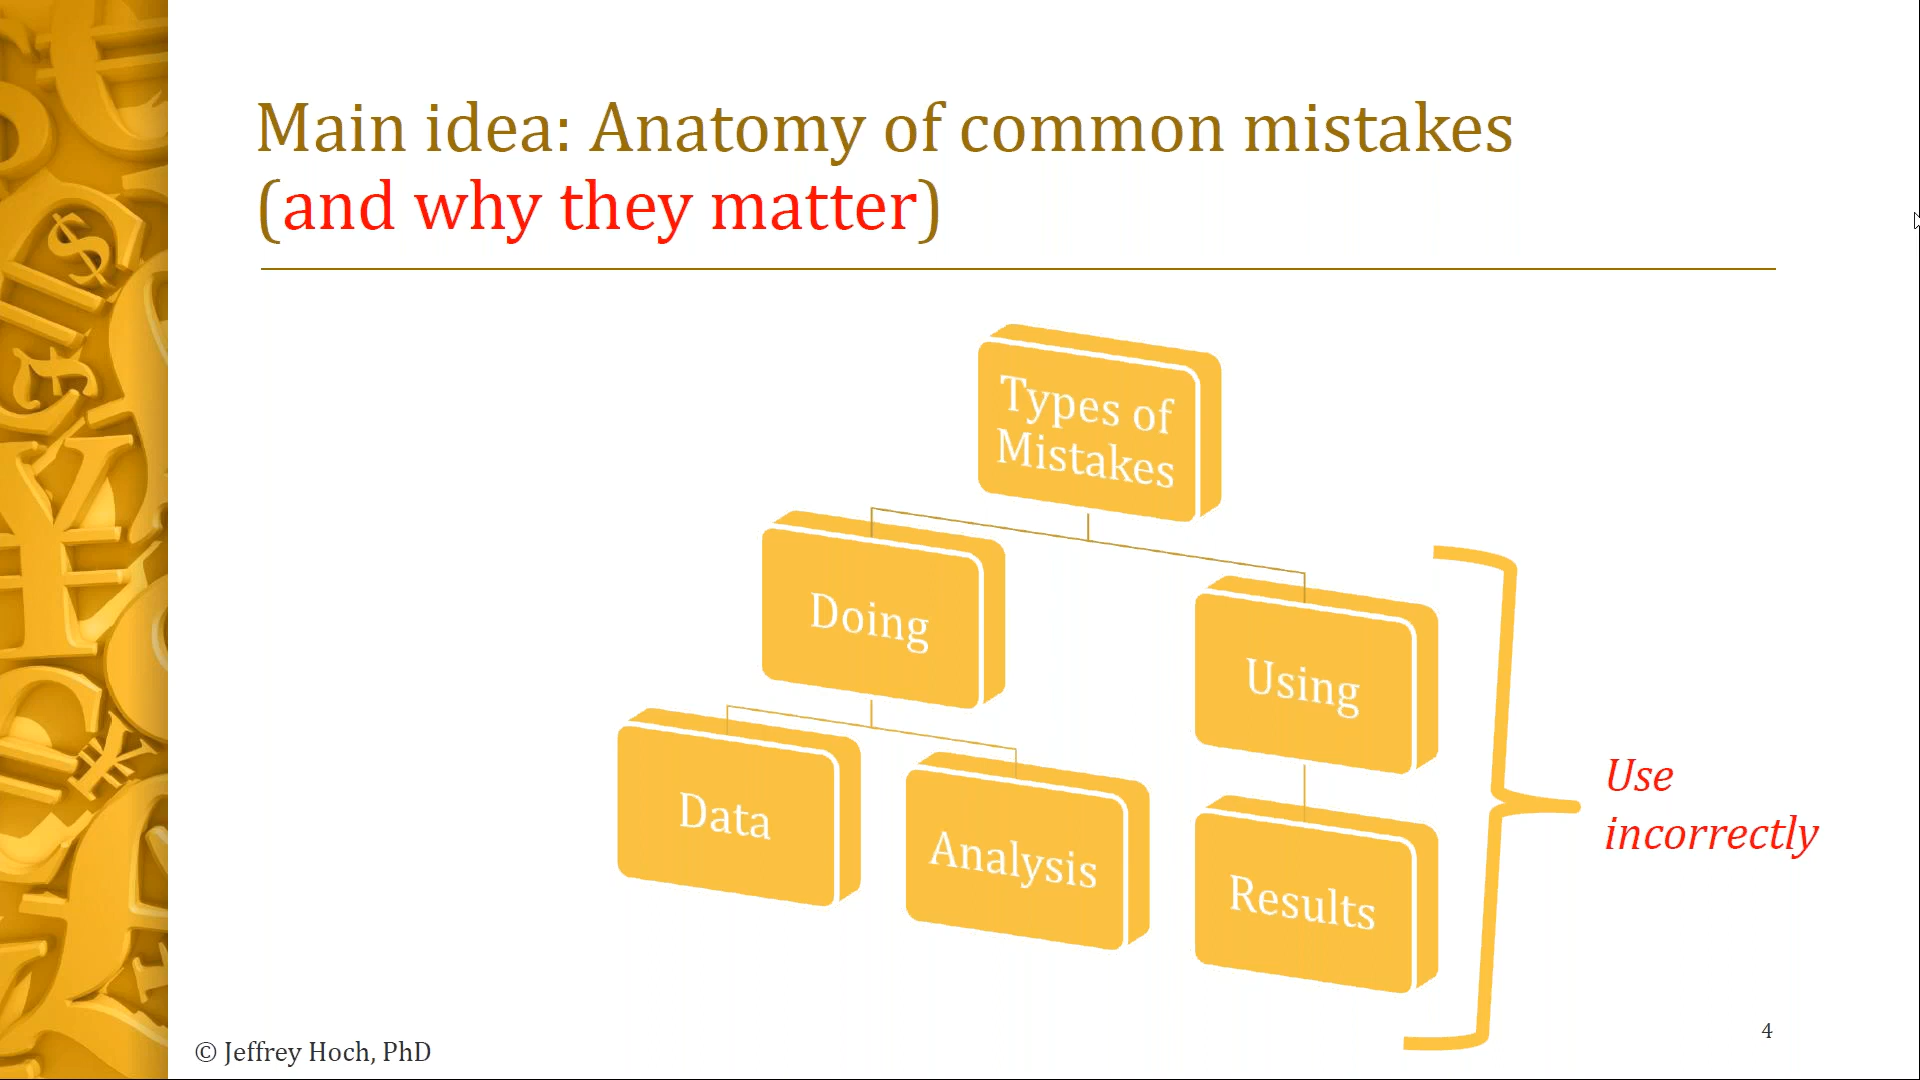 Main idea: Anatomy of common mistakes
(and why they matter)
Types of
Mistakes
Doing
Using
Data
Analysis
Results
Use
incorrectly
© Jeffrey Hoch, PhD
4